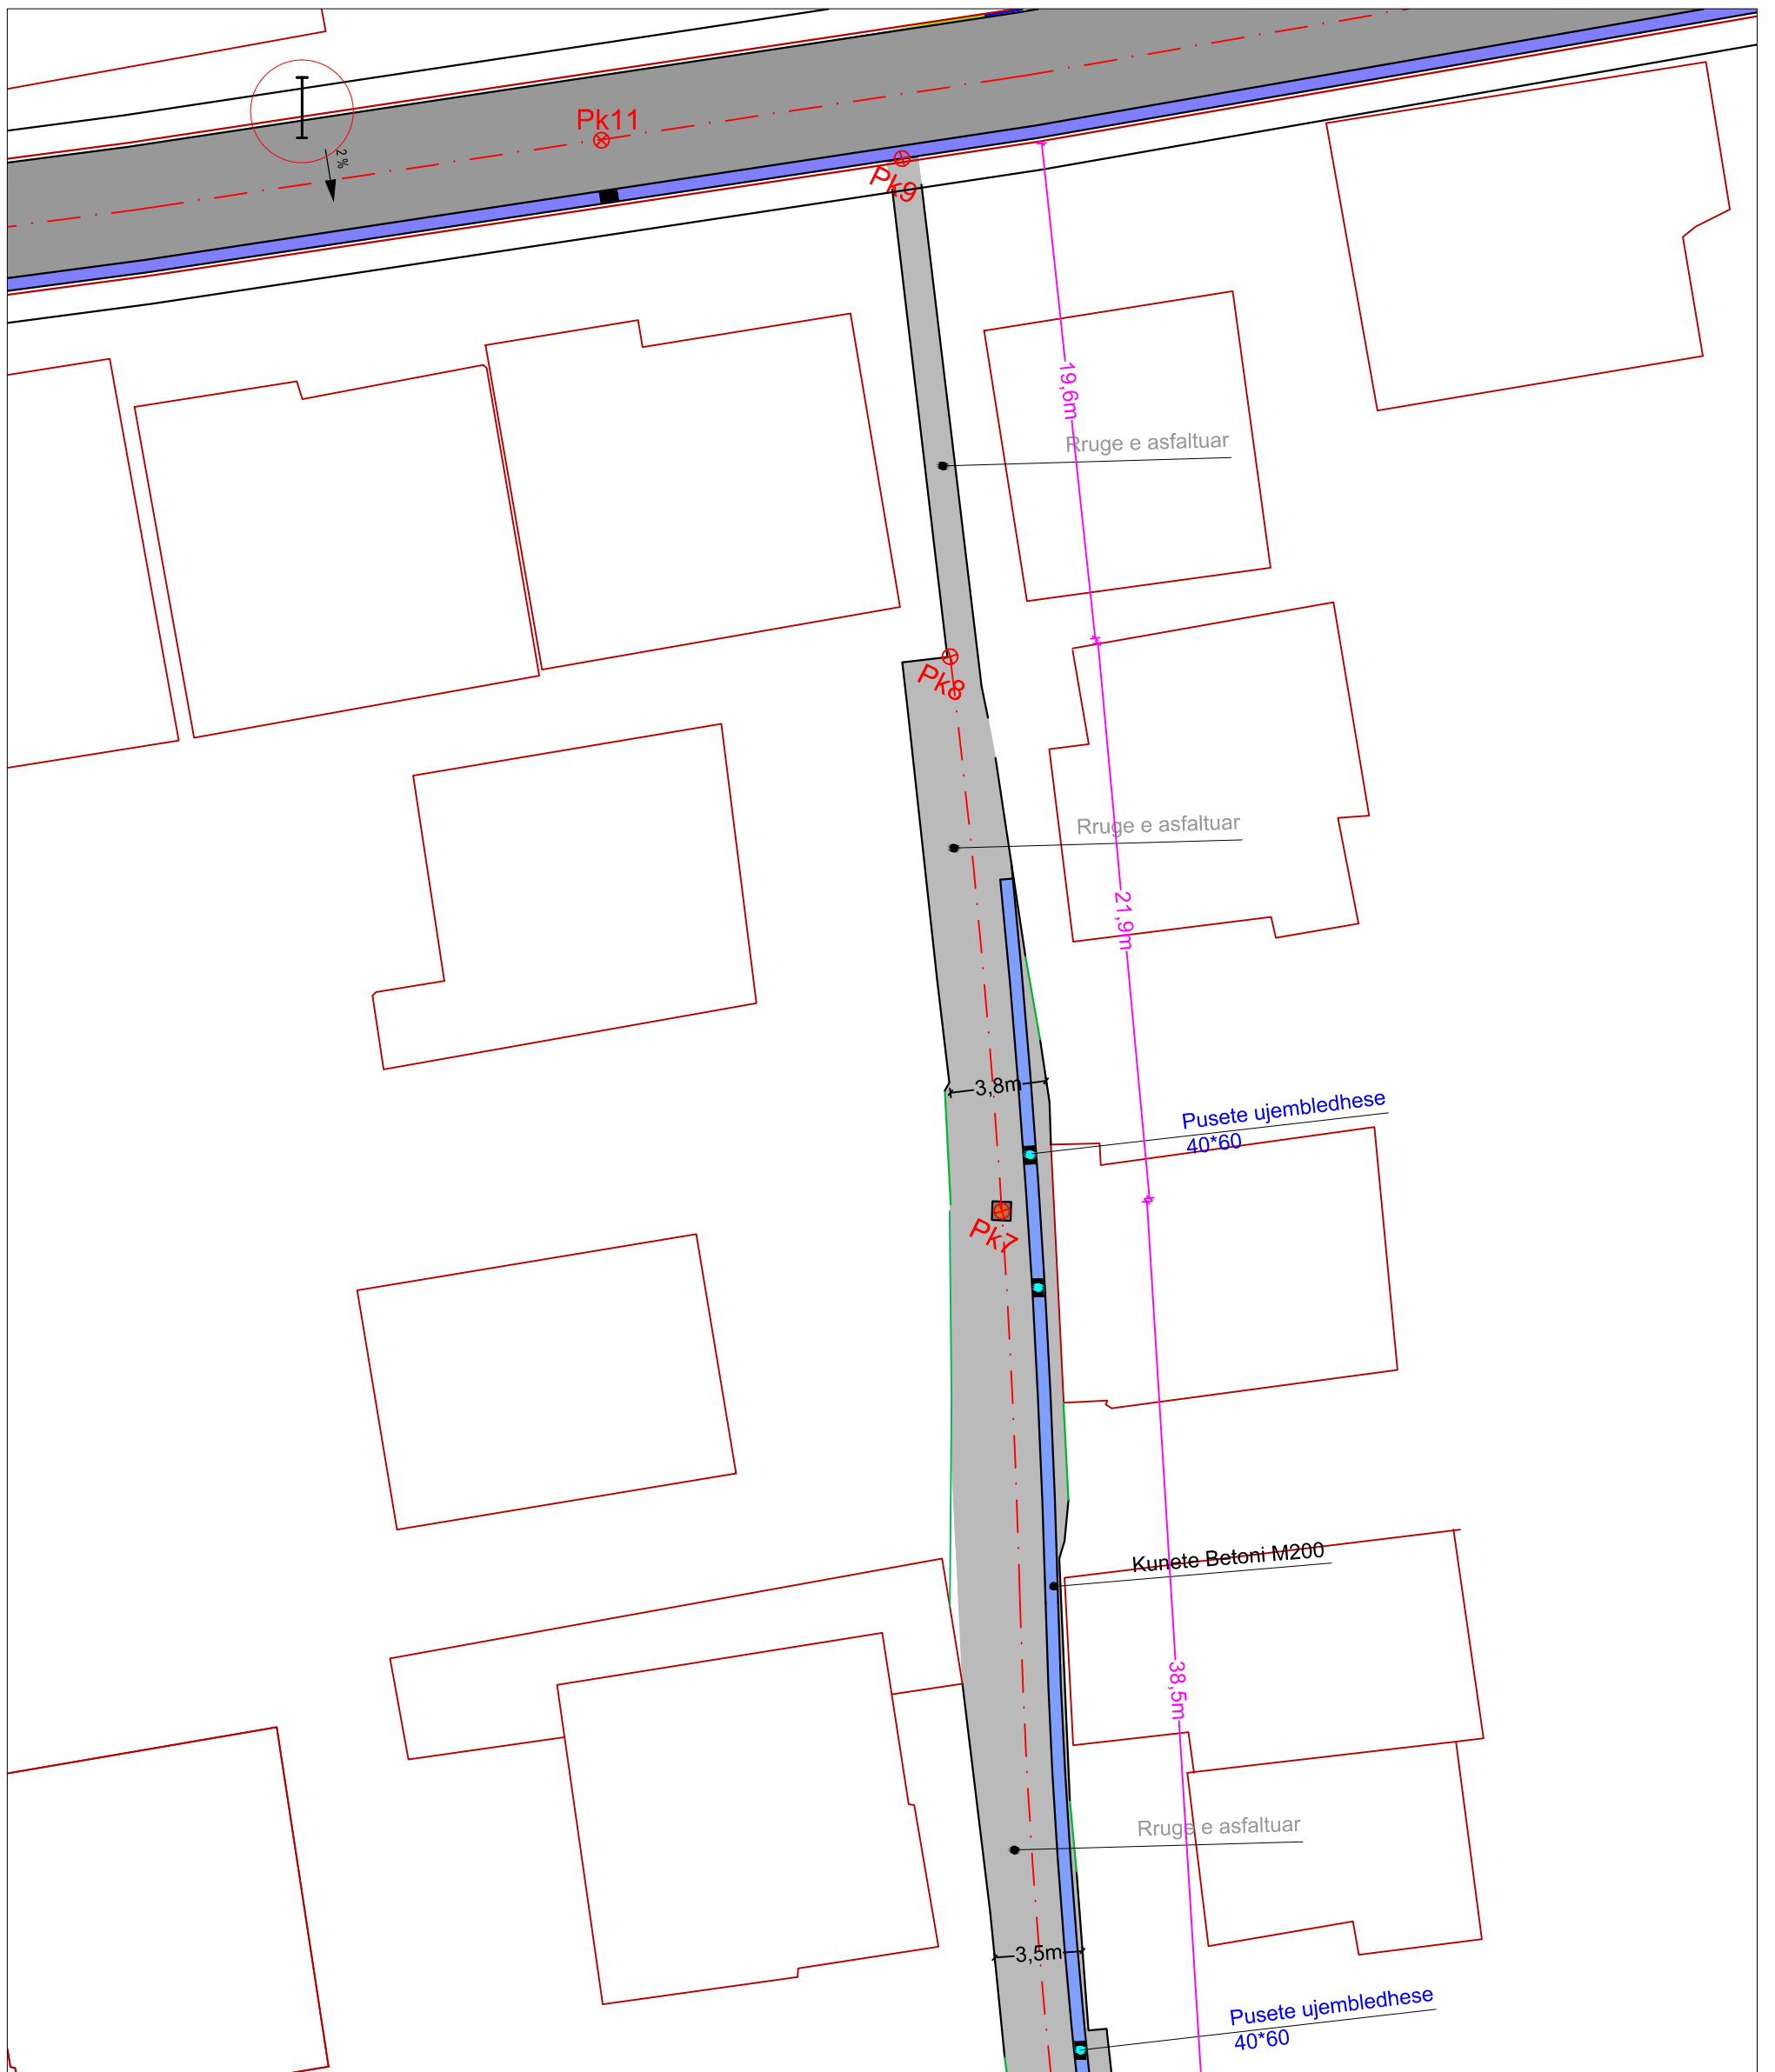 Pk11
2 %
Pk9
19,6m
Rruge e asfaltuar
Pk8
Rruge e asfaltuar
21,9m
3,8m
Pusete ujembledhese
40*60
Pk7
Kunete Betoni M200
38,5m
Rruge e asfaltuar
3,5m
Pusete ujembledhese
40*60